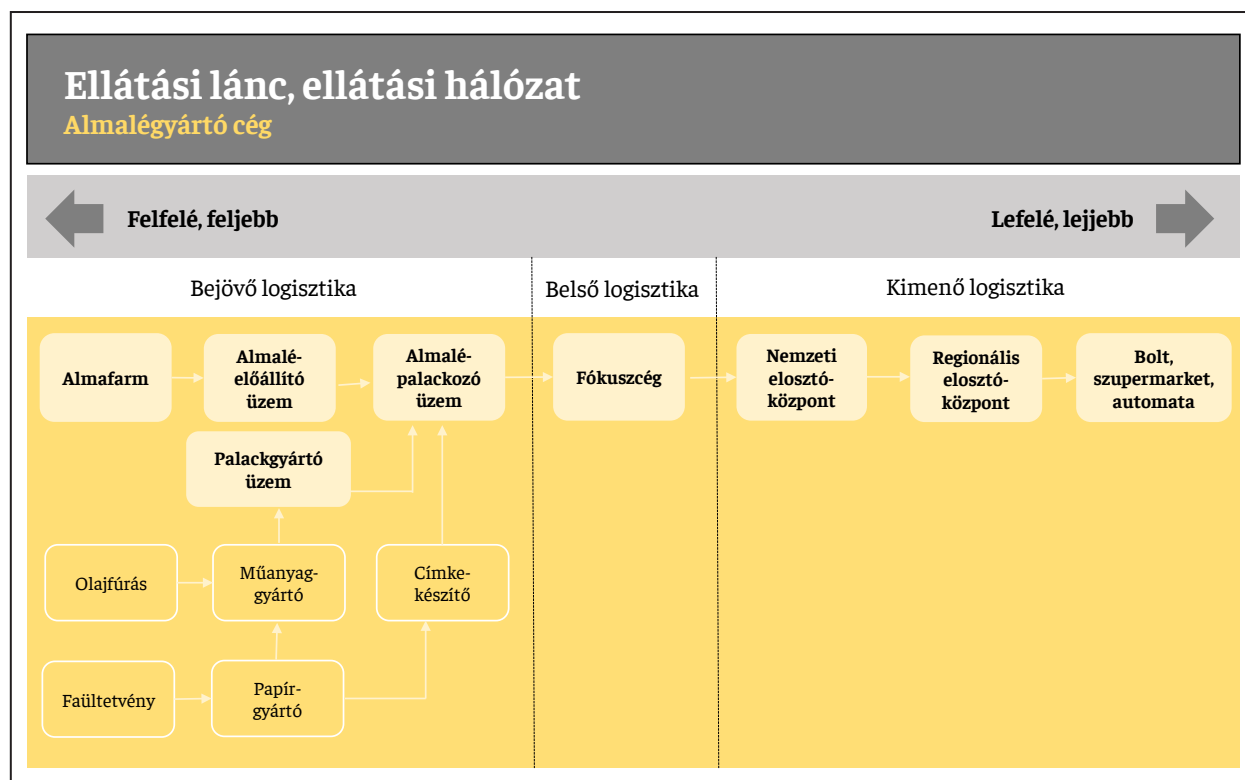 Ellátási lánc, ellátási hálózat
Almalégyártó cég
Felfelé, feljebb
Lefelé, lejjebb
Bejövő logisztika
Belső logisztika
Kimenő logisztika
Almafarm
Almalé-
előállító
üzem
Almalé-
palackozó
üzem
Fókuszcég
Nemzeti
elosztó-
központ
Regionális
elosztó-
központ
Bolt,
szupermarket,
automata
Palackgyártó
üzem
Olajfúrás
Műanyag-
gyártó
Címke-
készítő
Faültetvény
Papír-
gyártó